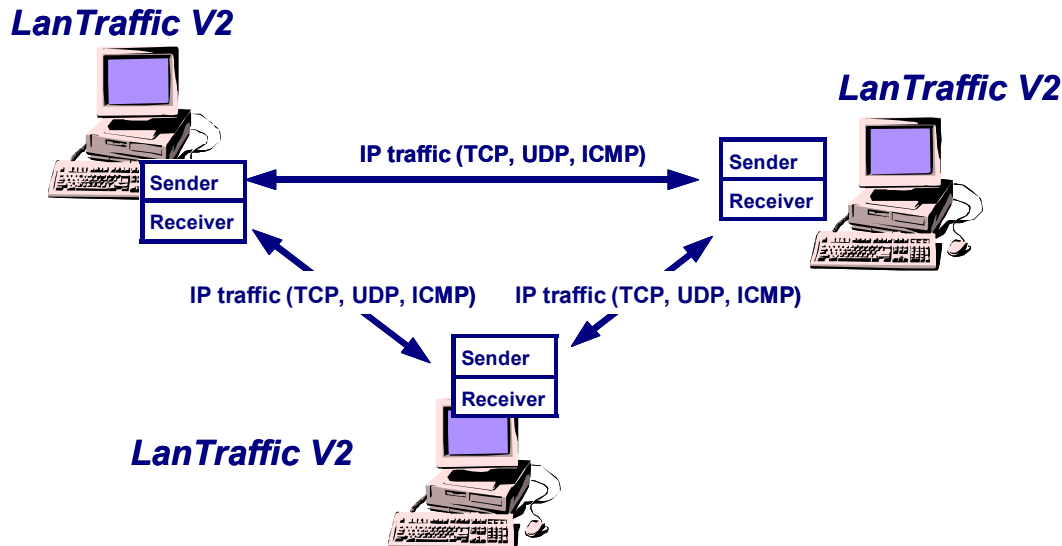 LanTraffic V2
LanTraffic V2
IP traffic (TCP, UDP, ICMP)
Sender
Receiver
Sender
Receiver
IP traffic (TCP, UDP, ICMP)
IP traffic (TCP, UDP, ICMP)
Sender
Receiver
LanTraffic V2